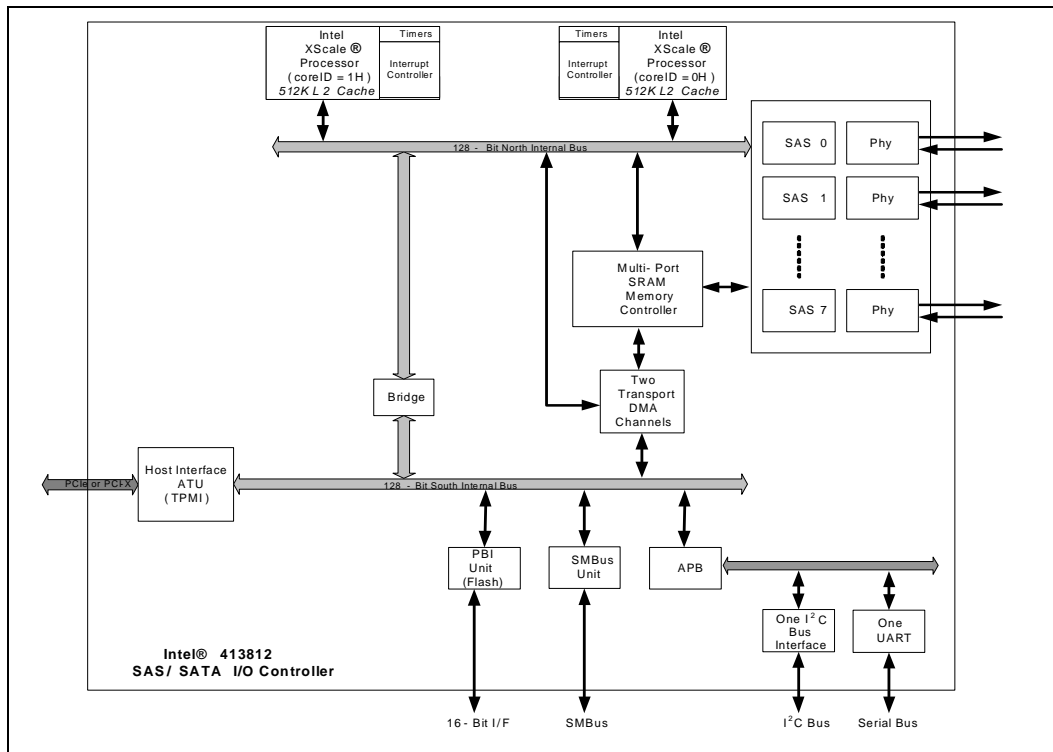 Intel
XScale ®
Processor
(coreID = 1H)
512K L2 Cache
Timers
Interrupt
Controller
Timers
Interrupt
Controller
Intel
XScale ®
Processor
(coreID = 0H)
512K L2 Cache
128 - Bit North Internal Bus
SAS 0
Phy
SAS 1
Phy
SAS 7
Phy
Multi- Port
SRAM
Memory
Controller
Bridge
Two
Transport
DMA
Channels
PCIe or PCI-X
Host Interface
ATU
(TPMI)
128 - Bit South Internal Bus
PBI
Unit
(Flash)
SMBus
Unit
APB
One I²C
Bus
Interface
One
UART
Intel® 413812
SAS/ SATA I/O Controller
16- Bit I/F
SMBus
I²C Bus
Serial Bus